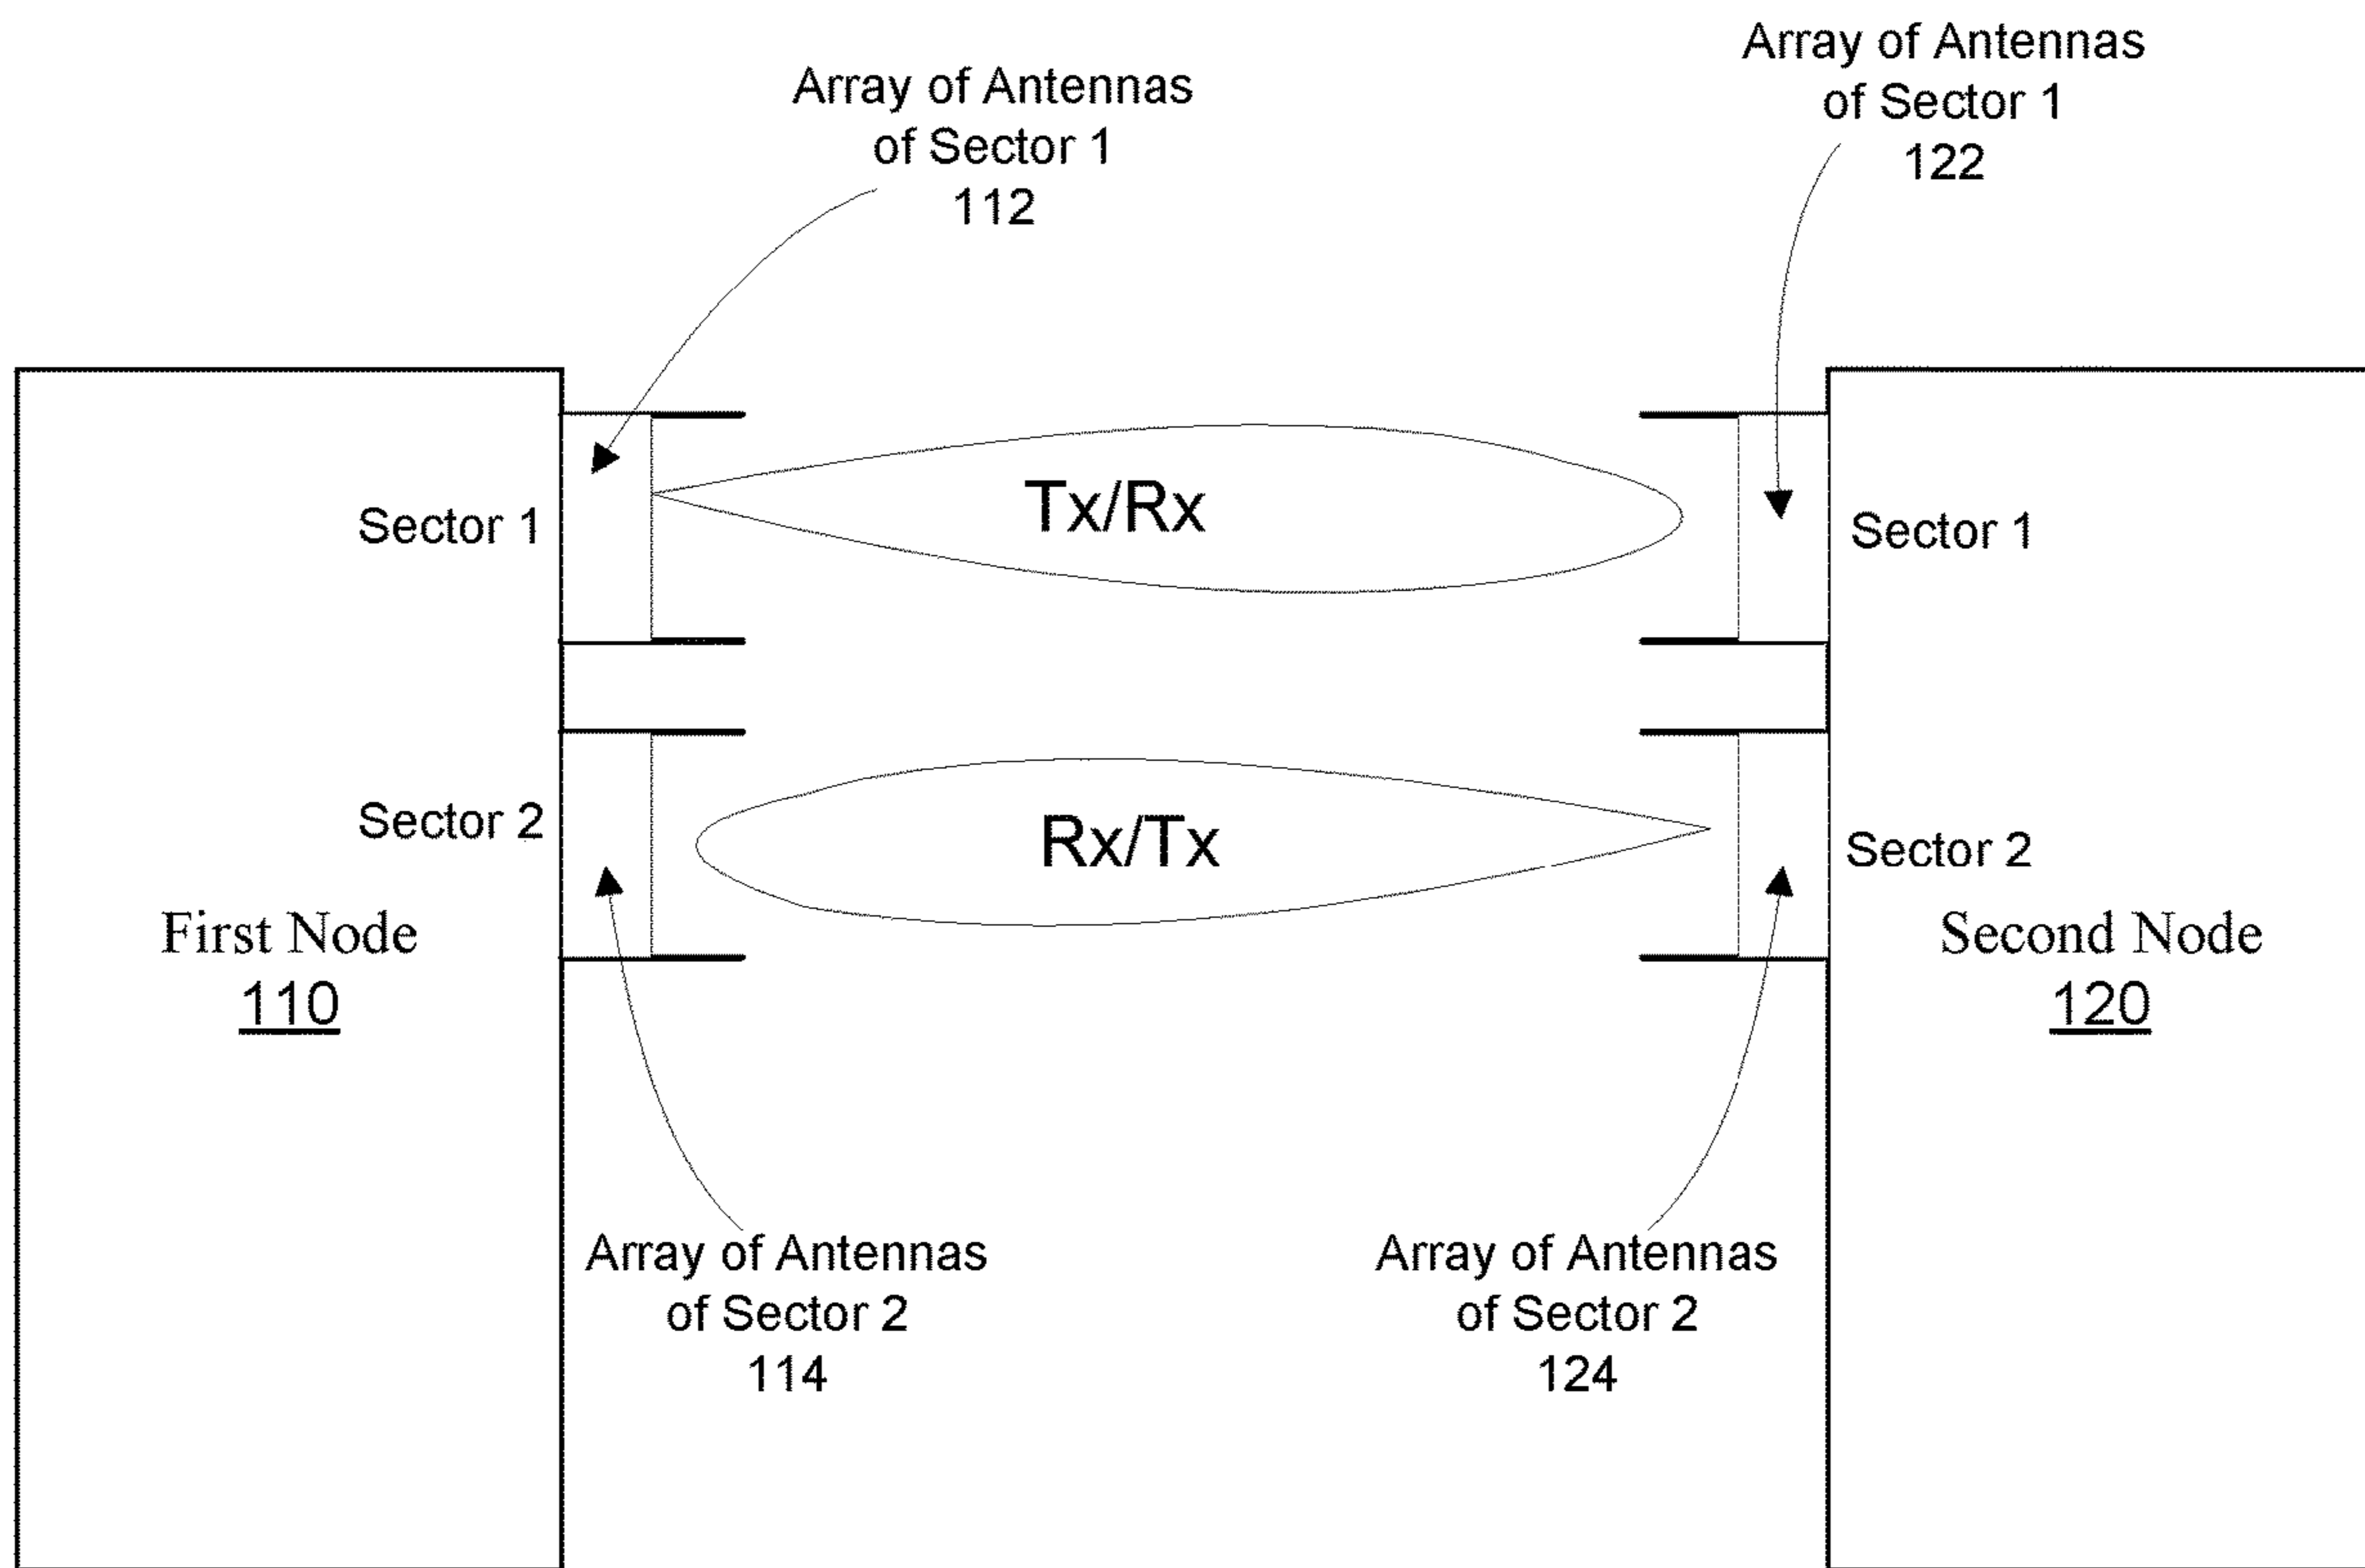 Array of Antennas
of Sector 1
112
Array of Antennas
of Sector 1
122
Sector 1
Tx/Rx
Sector 1
Sector 2
Rx/Tx
Sector 2
First Node
110
Second Node
120
Array of Antennas
of Sector 2
114
Array of Antennas
of Sector 2
124